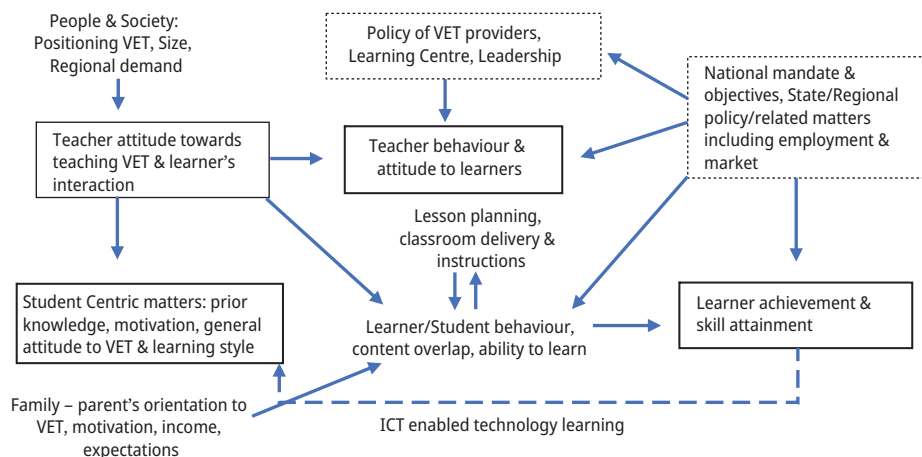 People & Society:
Positioning VET, Size,
Regional demand
Policy of VET providers,
Learning Centre, Leadership
National mandate &
objectives, State/Regional
policy/related matters
including employment &
market
Teacher attitude towards
teaching VET & learner’s
interaction
Teacher behaviour &
attitude to learners
Lesson planning,
classroom delivery &
instructions
Student Centric matters: prior
knowledge, motivation, general
attitude to VET & learning style
Learner/Student behaviour,
content overlap, ability to learn
Learner achievement &
skill attainment
Family – parent’s orientation to
VET, motivation, income,
expectations
ICT enabled technology learning